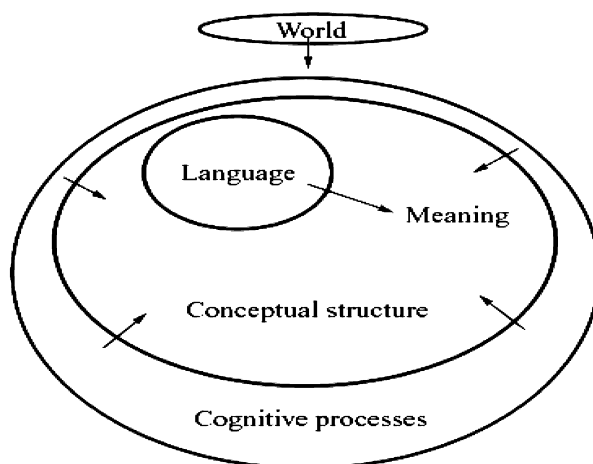 World
Language
Meaning
Conceptual structure
Cognitive processes